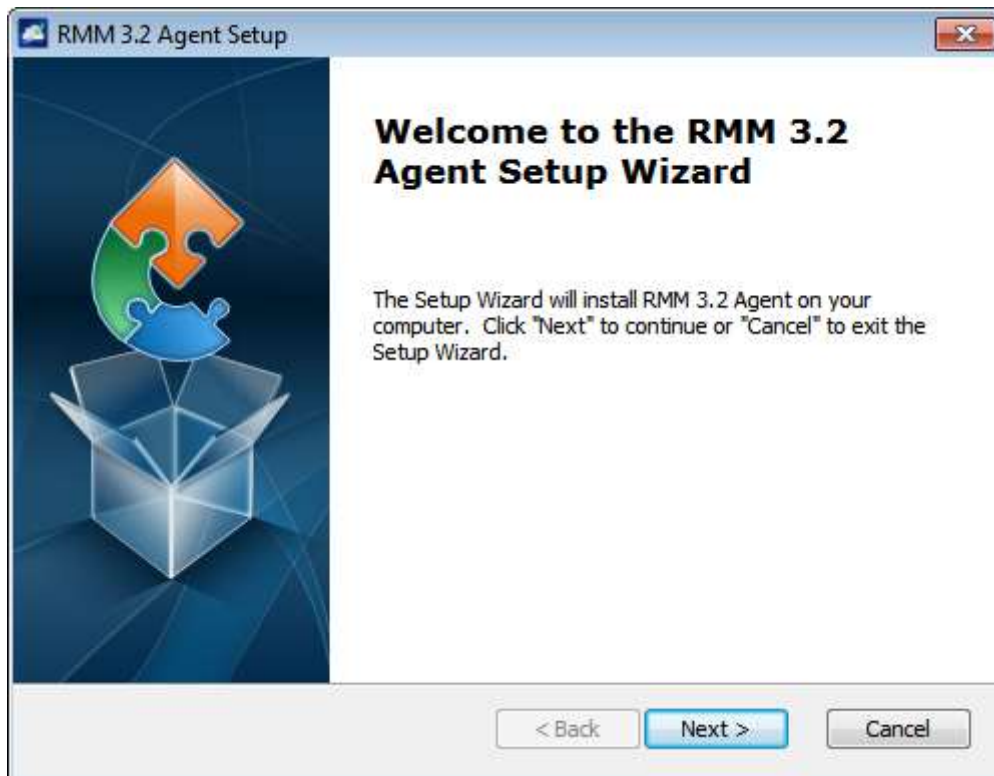 RMM 3.2 Agent Setup
Welcome to the RMM 3.2
Agent Setup Wizard
The Setup Wizard will install RMM 3.2 Agent on your
computer.  Click "Next" to continue or "Cancel" to exit the
Setup Wizard.
< Back Next > Cancel